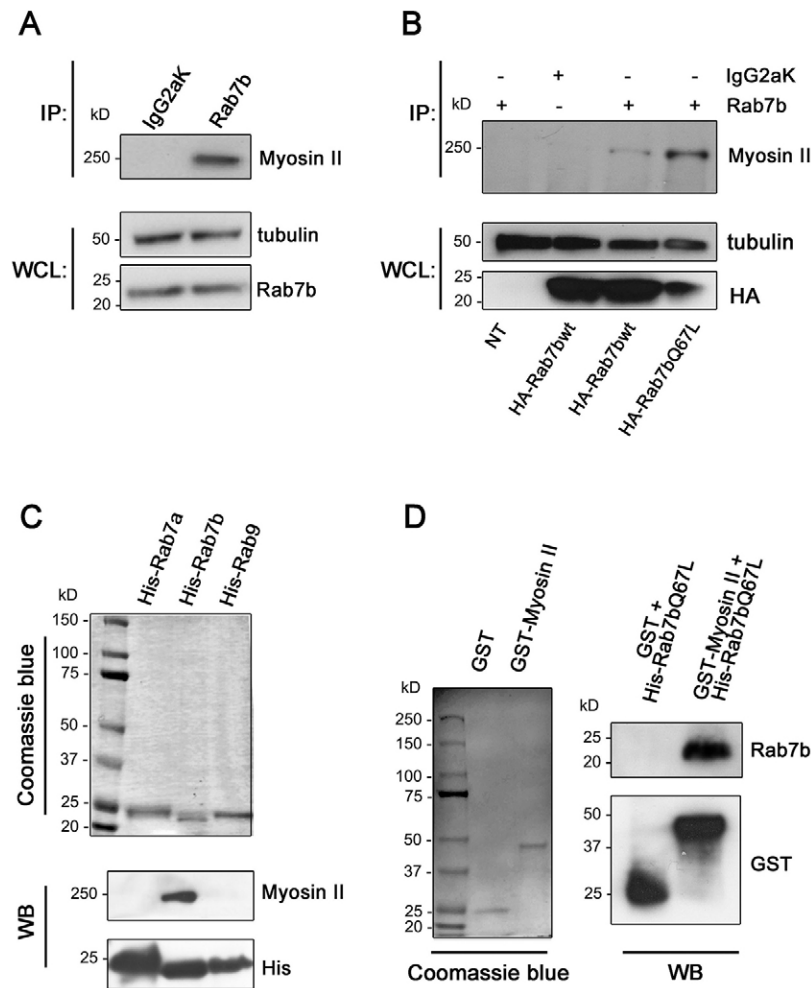 A
IP:
kD
IgG2aK
Rab7b
250 -
Myosin II
WCL:
50 -
tubulin
25 -
20 -
Rab7b
B
IP:
- + - - IgG2aK
kD + - + + Rab7b
250 -
Myosin II
WCL:
50 -
tubulin
25 -
20 -
HA
NT
HA-Rab7bwt
HA-Rab7bwt
HA-Rab7bQ67L
C
His-Rab7a
His-Rab7b
His-Rab9
kD
150 -
100 -
75 -
50 -
37 -
25 -
20 -
Coomassie blue
WB
250 -
Myosin II
25 -
His
D
GST
GST-Myosin II
kD
250 -
150 -
100 -
75 -
50 -
37 -
25 -
20 -
Coomassie blue
GST +
His-Rab7bQ67L
GST-Myosin II +
His-Rab7bQ67L
kD
25 -
20 -
Rab7b
50 -
37 -
25 -
GST
WB